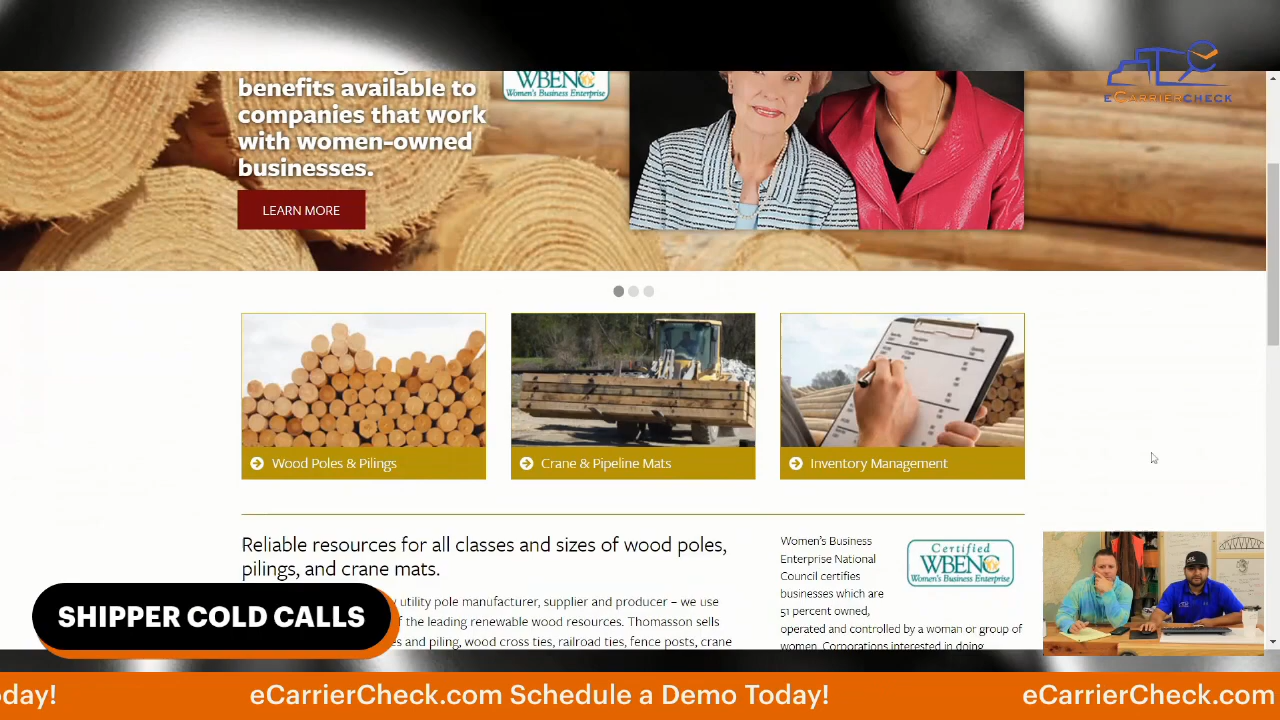 WBENC
Women's Business Enterprise
benefits available to
companies that work
with women-owned
businesses.
LEARN MORE
eCARRIERCHECK
Wood Poles & Pilings
Crane & Pipeline Mats
Inventory Management
Reliable resources for all classes and sizes of wood poles,
pilings, and crane mats.
utility pole manufacturer, supplier and producer – we use
of the leading renewable wood resources. Thomasson sells
es and piling, wood cross ties, railroad ties, fence posts, crane
Women's Business
Enterprise National
Council certifies
businesses which are
51 percent owned,
operated and controlled by a woman or group of
women. Corporations interested in doing
Certified
WBENC
Women's Business Enterprise
SHIPPER COLD CALLS
oday!
eCarrierCheck.com Schedule a Demo Today!
eCarrierCheck.com